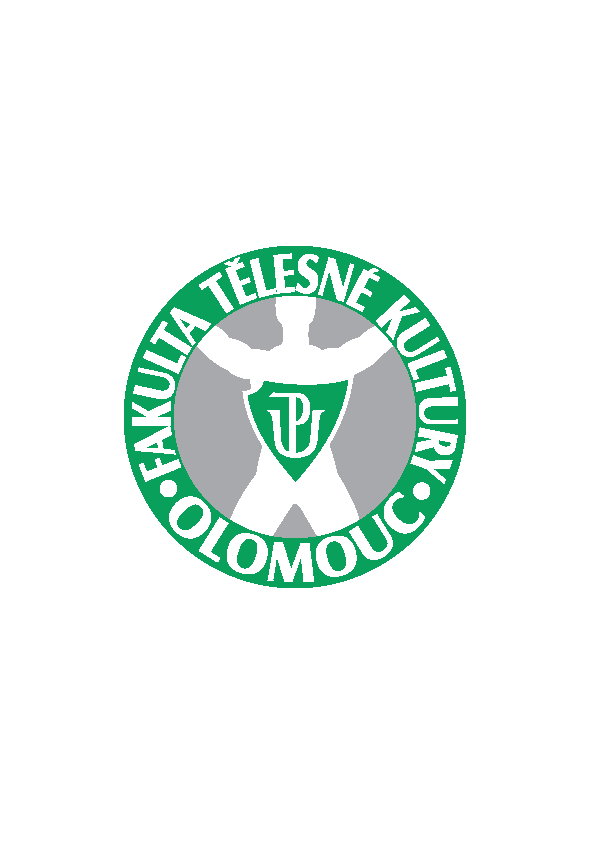 FAKULTA TĚLESNÉ KULTURY
• OLOMOUC •
UP